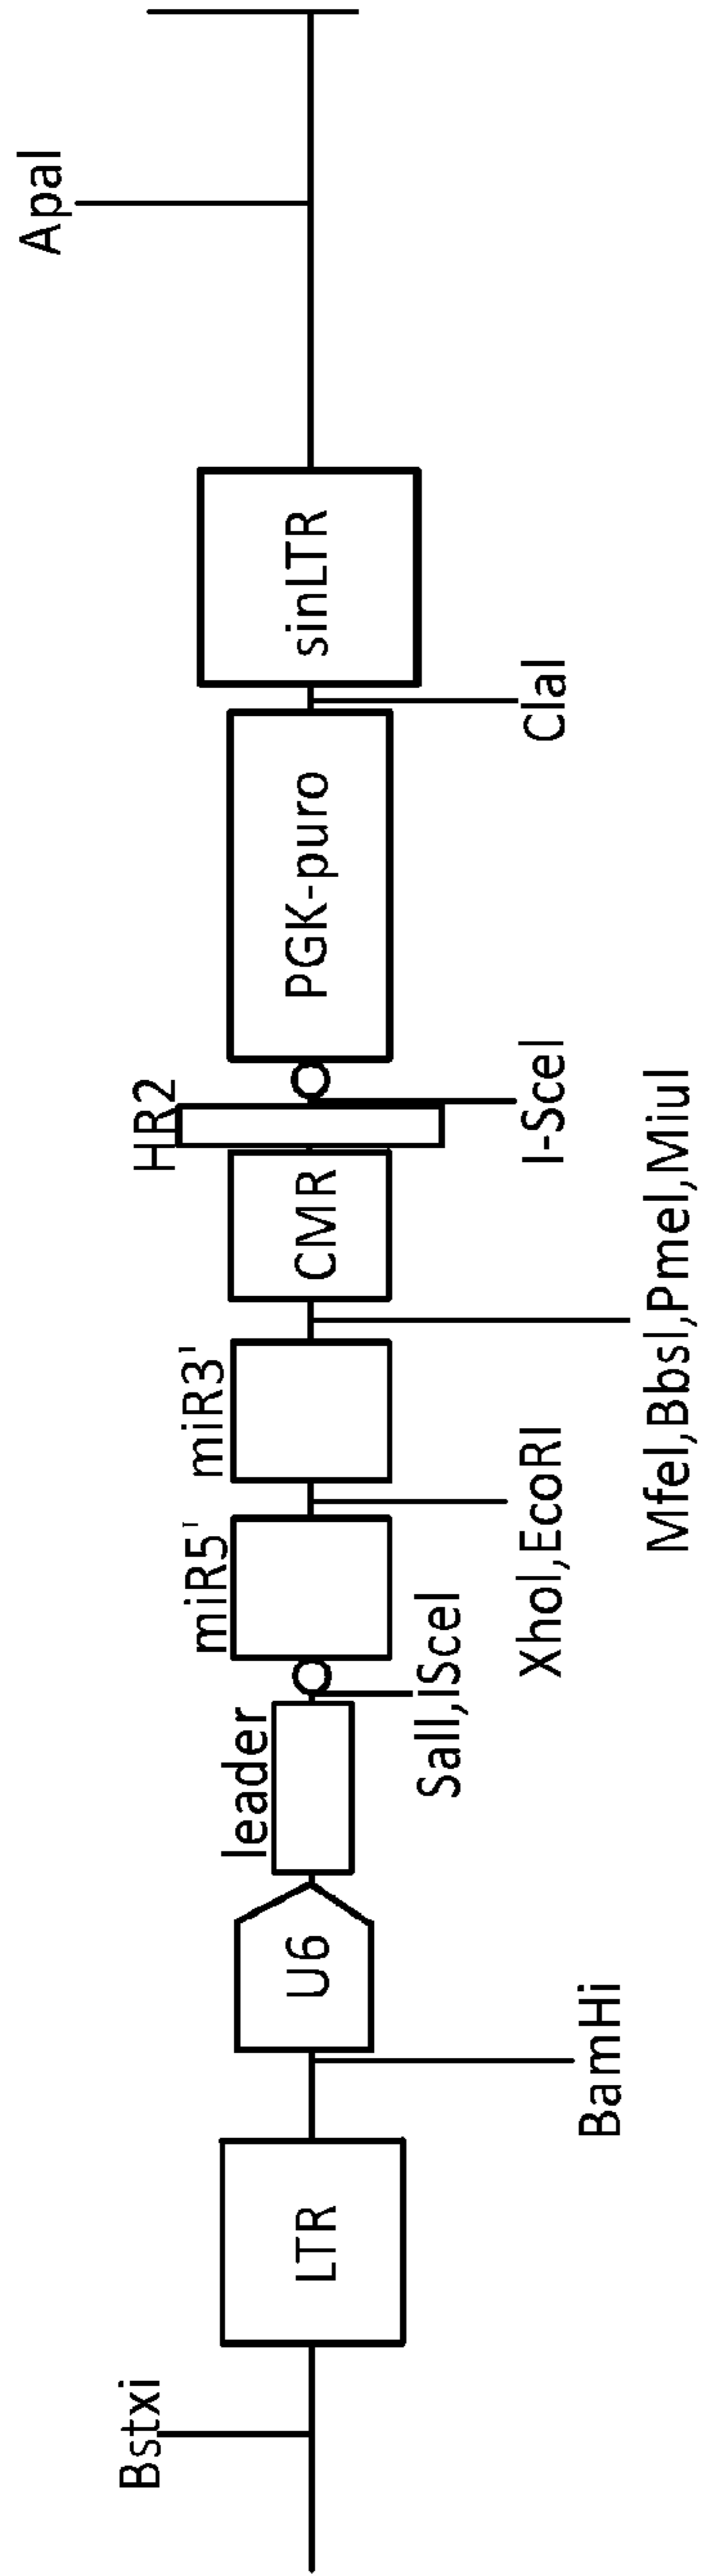 Bstxi
LTR
BamHi
U6
leader
SalI,ISceI
miR5'
XhoI,EcoRI
miR3'
MfeI,BbsI,PmeI,MiuI
CMR
HR2
I-SceI
PGK-puro
ClaI
sinLTR
ApaI